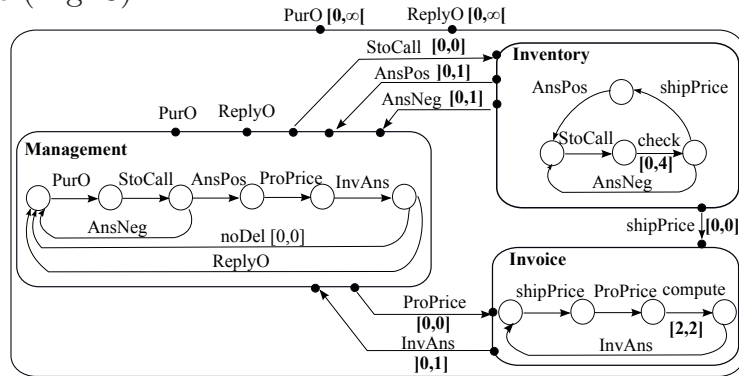 PurO [0,∞[ ReplyO [0,∞[
StoCall [0,0]
AnsPos ]0,1]
AnsNeg [0,1]
PurO ReplyO
Inventory
AnsPos shipPrice
StoCall check
[0,4]
AnsNeg
Management
PurO StoCall AnsPos ProPrice InvAns
AnsNeg
noDel [0,0]
ReplyO
shipPrice [0,0]
Invoice
shipPrice ProPrice compute
[2,2]
InvAns
ProPrice
[0,0]
InvAns
]0,1]